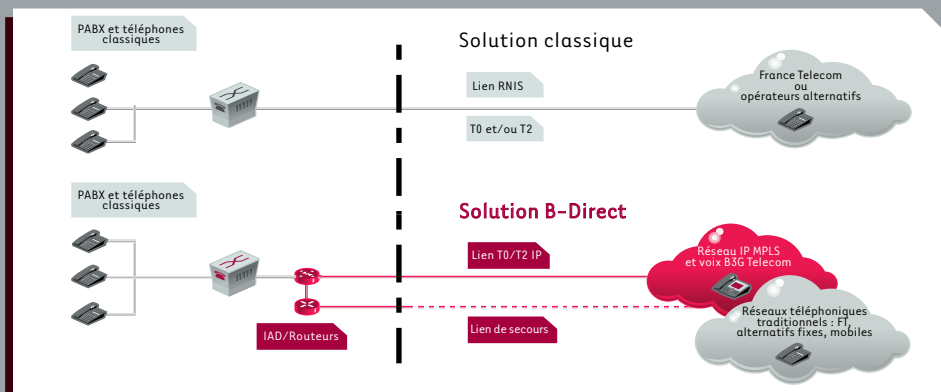 PABX et téléphones
classiques
Solution classique
Lien RNIS
T0 et/ou T2
France Telecom
ou
opérateurs alternatifs
PABX et téléphones
classiques
Solution B-Direct
Lien T0/T2 IP
Réseau IP MPLS
et voix B3G Telecom
IAD/Routeurs
Lien de secours
Réseaux téléphoniques
traditionnels : FT,
alternatifs fixes, mobiles